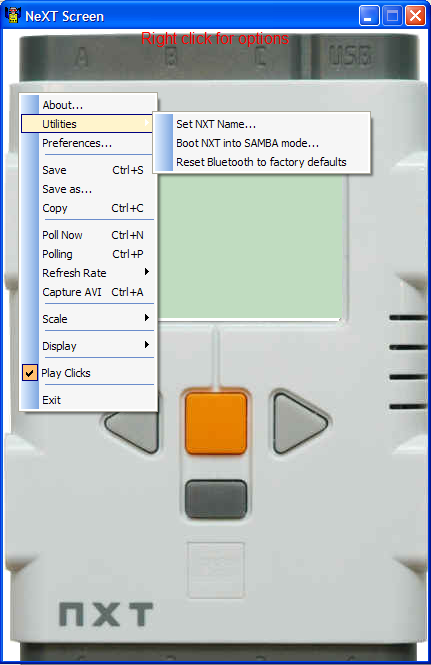 NeXT Screen
Right click for options
A B C USB
About...
Utilities
Preferences...
Save Ctrl+S
Save as...
Copy Ctrl+C
Poll Now Ctrl+N
Polling Ctrl+P
Refresh Rate
Capture AVI Ctrl+A
Scale
Display
Play Clicks
Exit
Set NXT Name...
Boot NXT into SAMBA mode...
Reset Bluetooth to factory defaults
NXT